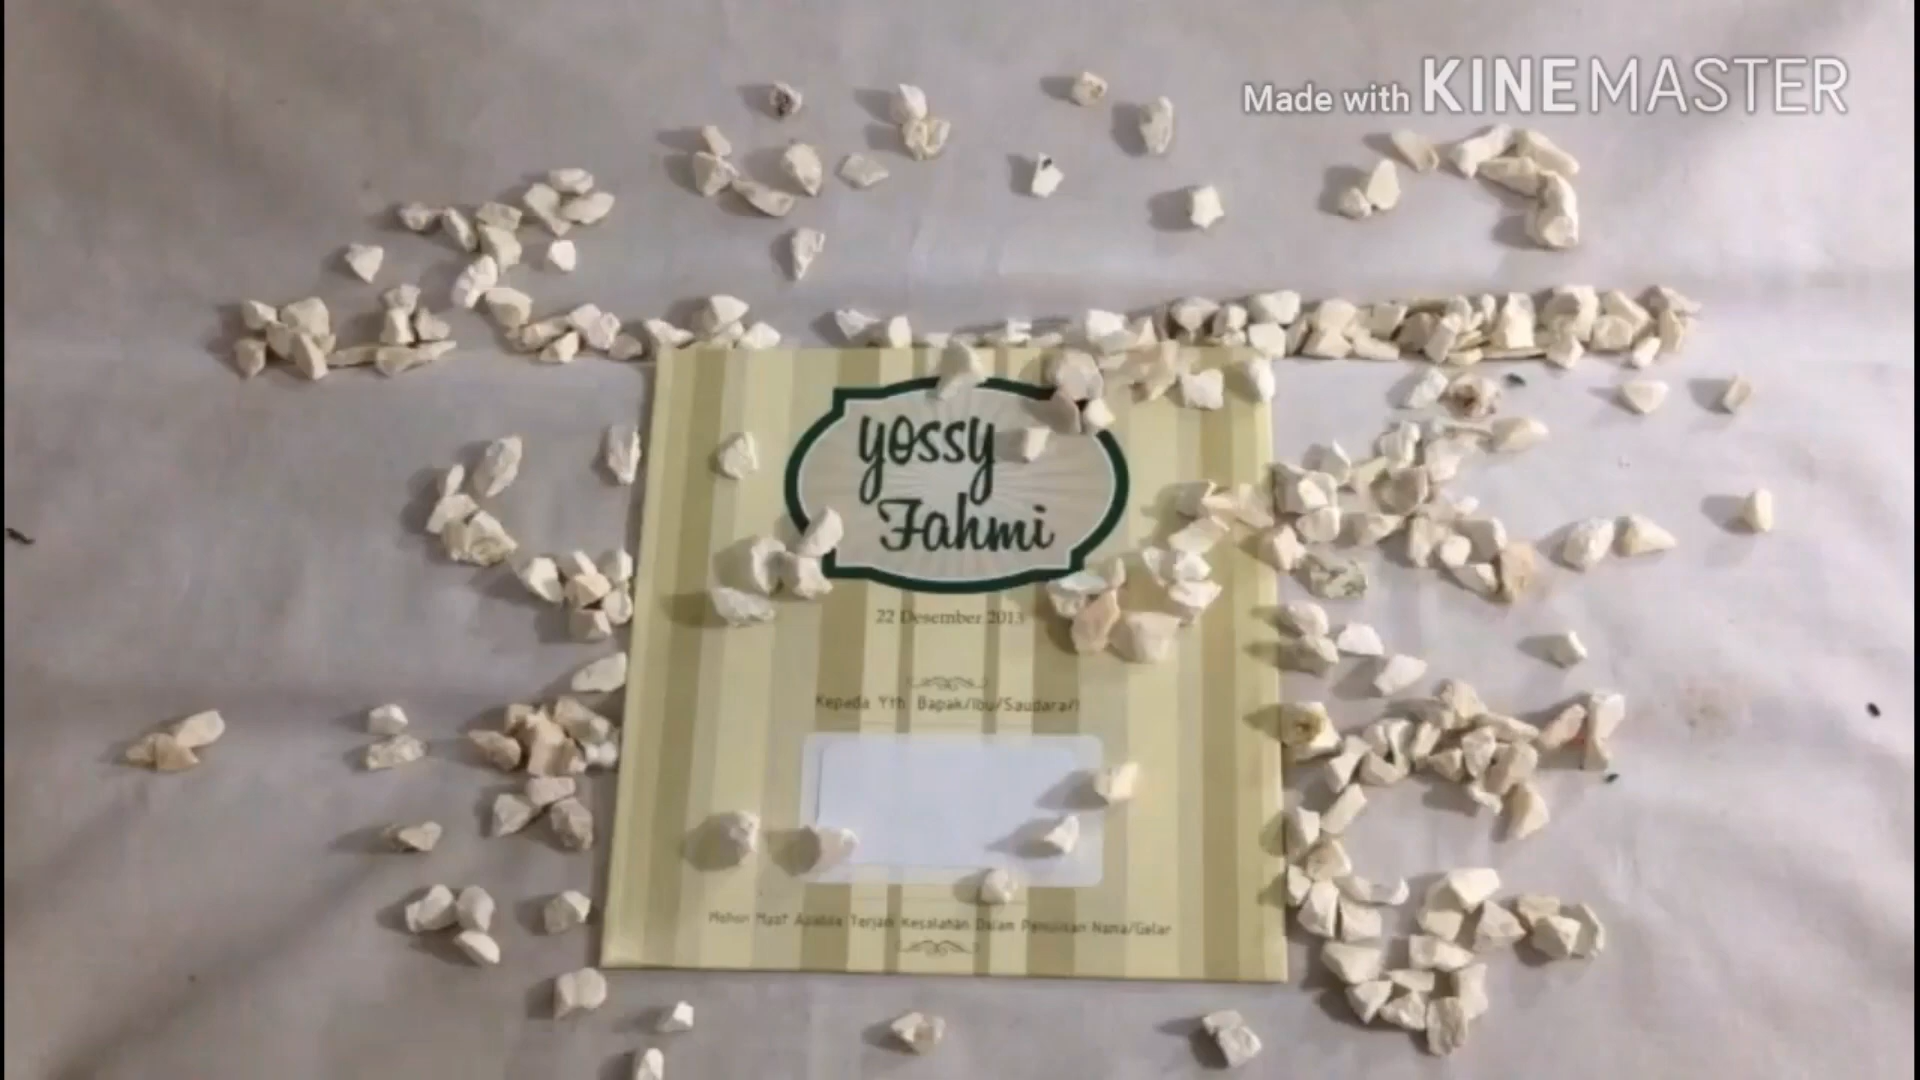 Made with KINEMASTER
yossy
Fahmi
22 Desember 2013
Kepada Yth Bapak/Ibu/Saudara/i
Mohon Maaf Apabila Terjadi Kesalahan Dalam Penulisan Nama/Gelar